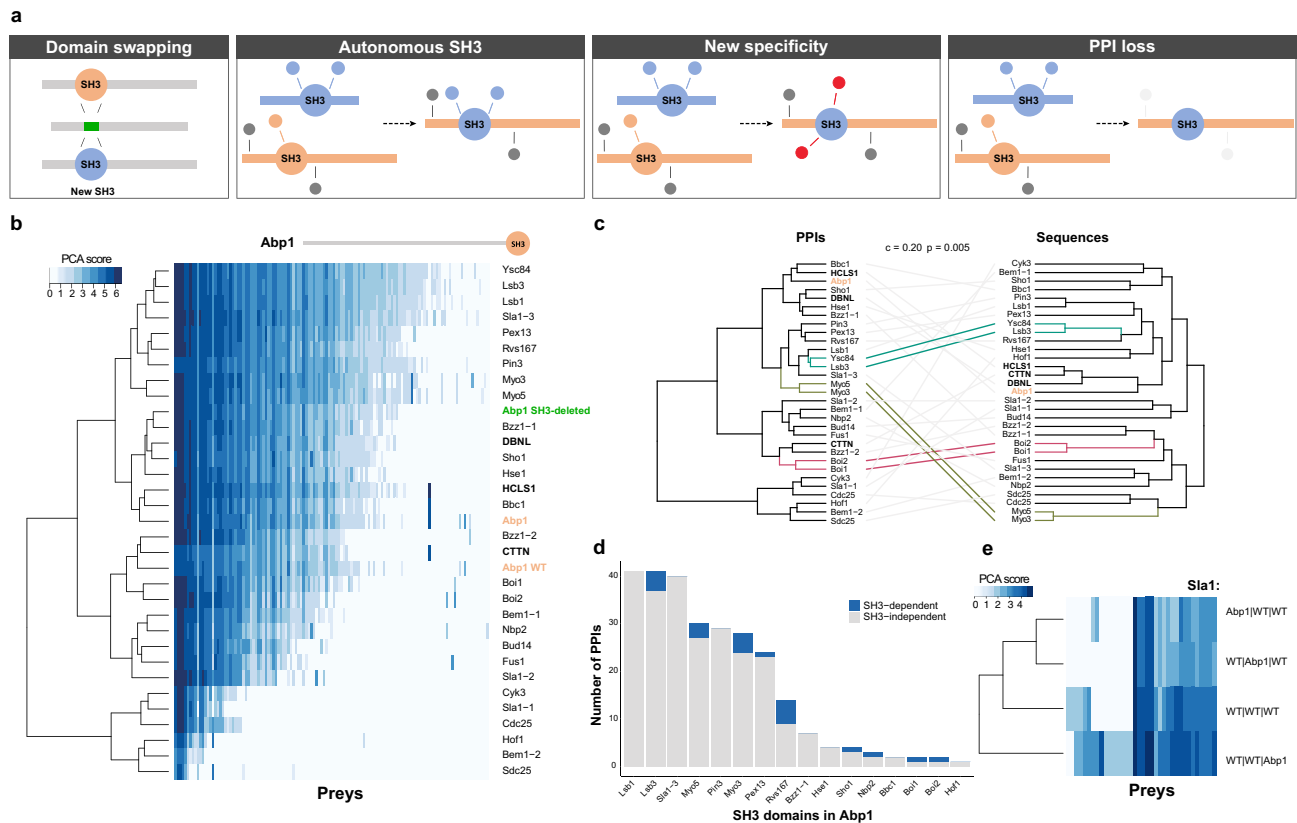 a
Domain swapping
Autonomous SH3
New specificity
PPI loss
SH3
SH3
New SH3
SH3
SH3
SH3
SH3
SH3
SH3
SH3
SH3
SH3
b
Abp1
SH3
PCA score
0 1 2 3 4 5 6
Ysc84
Lsb3
Lsb1
Sla1-3
Pex13
Rvs167
Pin3
Myo3
Myo5
Abp1 SH3-deleted
Bzz1-1
DBNL
Sho1
Hse1
HCLS1
Bbc1
Abp1
Bzz1-2
CTTN
Abp1 WT
Boi1
Boi2
Bem1-1
Nbp2
Bud14
Fus1
Sla1-2
Cyk3
Sla1-1
Cdc25
Hof1
Bem1-2
Sdc25
Preys
c
PPIs
c = 0.20 p = 0.005
Sequences
Bbc1
HCLS1
Abp1
Sho1
DBNL
Hse1
Bzz1-1
Pin3
Pex13
Rvs167
Lsb1
Ysc84
Lsb3
Sla1-3
Myo5
Myo3
Sla1-2
Bem1-1
Nbp2
Bud14
Fus1
CTTN
Bzz1-2
Boi2
Boi1
Cyk3
Sla1-1
Cdc25
Hof1
Bem1-2
Sdc25
Cyk3
Bem1-1
Sho1
Bbc1
Pin3
Lsb1
Pex13
Ysc84
Lsb3
Rvs167
Hse1
Hof1
HCLS1
CTTN
DBNL
Abp1
Sla1-2
Sla1-1
Bud14
Bzz1-2
Bzz1-1
Boi2
Boi1
Fus1
Sla1-3
Bem1-2
Nbp2
Sdc25
Cdc25
Myo5
Myo3
d
Number of PPIs
40
30
20
10
0
SH3-dependent
SH3-independent
Lsb1
Lsb3
Sla1-3
Myo5
Pin3
Myo3
Pex13
Rvs167
Bzz1-1
Hse1
Sho1
Nbp2
Bbc1
Boi1
Boi2
Hof1
SH3 domains in Abp1
e
PCA score
0 1 2 3 4
Sla1:
Abp1|WT|WT
WT|Abp1|WT
WT|WT|WT
WT|WT|Abp1
Preys